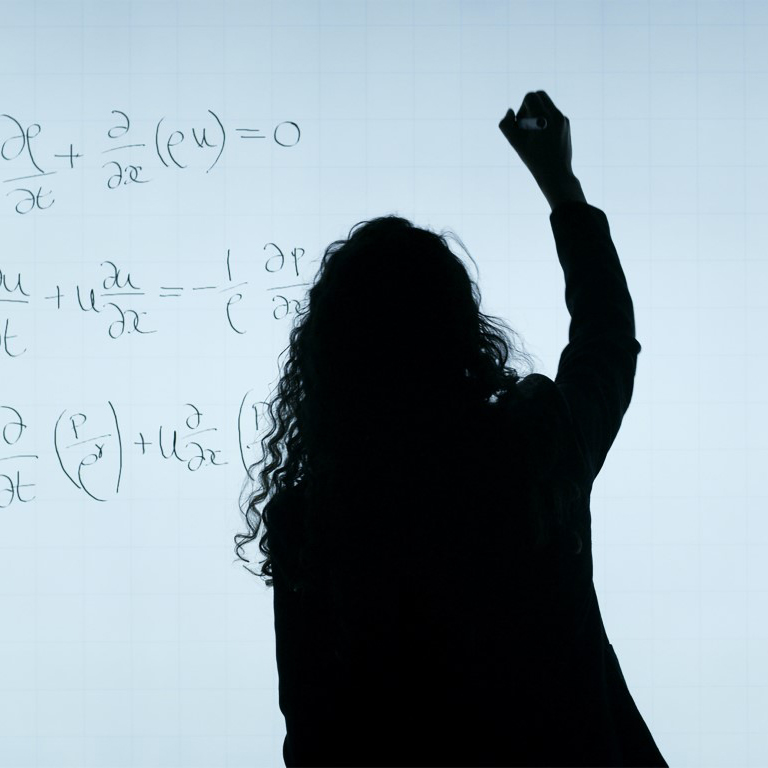 ∂ρ/∂t + ∂/∂x (ρu) = 0
∂u/∂t + u ∂u/∂x = - 1/ρ ∂p/∂x
∂/∂t (p/ρ^γ) + u ∂/∂x (p